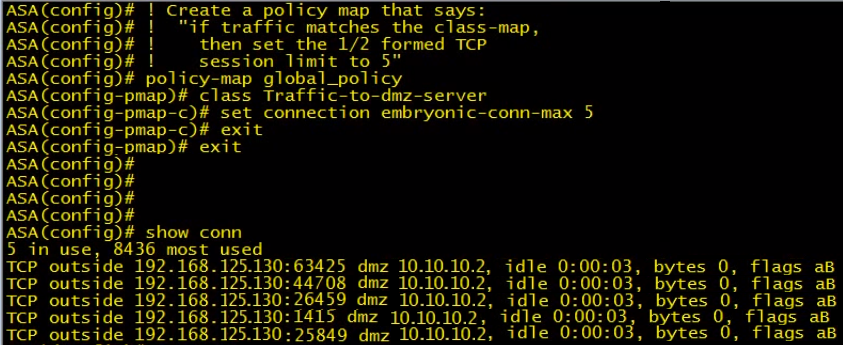 ASA(config)# ! Create a policy map that says:
ASA(config)# !  "if traffic matches the class-map,
ASA(config)# !    then set the 1/2 formed TCP
ASA(config)# !    session limit to 5"
ASA(config)# policy-map global_policy
ASA(config-pmap)# class Traffic-to-dmz-server
ASA(config-pmap-c)# set connection embryonic-conn-max 5
ASA(config-pmap-c)# exit
ASA(config-pmap)# exit
ASA(config)#
ASA(config)#
ASA(config)#
ASA(config)#
ASA(config)# show conn
5 in use, 8436 most used
TCP outside 192.168.125.130:63425 dmz 10.10.10.2, idle 0:00:03, bytes 0, flags aB
TCP outside 192.168.125.130:44708 dmz 10.10.10.2, idle 0:00:03, bytes 0, flags aB
TCP outside 192.168.125.130:26459 dmz 10.10.10.2, idle 0:00:03, bytes 0, flags aB
TCP outside 192.168.125.130:1415 dmz 10.10.10.2, idle 0:00:03, bytes 0, flags aB
TCP outside 192.168.125.130:25849 dmz 10.10.10.2, idle 0:00:03, bytes 0, flags aB